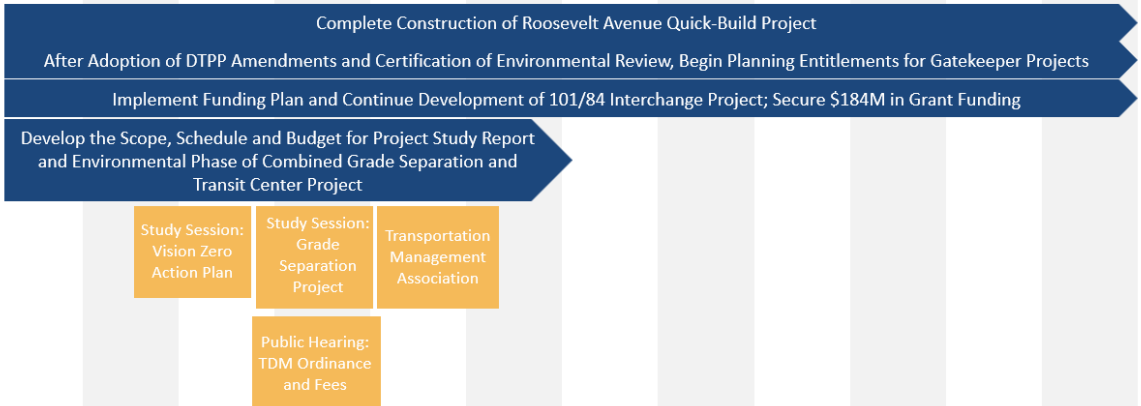 Complete Construction of Roosevelt Avenue Quick-Build Project
After Adoption of DTPP Amendments and Certification of Environmental Review, Begin Planning Entitlements for Gatekeeper Projects
Implement Funding Plan and Continue Development of 101/84 Interchange Project; Secure $184M in Grant Funding
Develop the Scope, Schedule and Budget for Project Study Report
and Environmental Phase of Combined Grade Separation and
Transit Center Project
Study Session:
Vision Zero
Action Plan
Study Session:
Grade
Separation
Project
Transportation
Management
Association
Public Hearing:
TDM Ordinance
and Fees